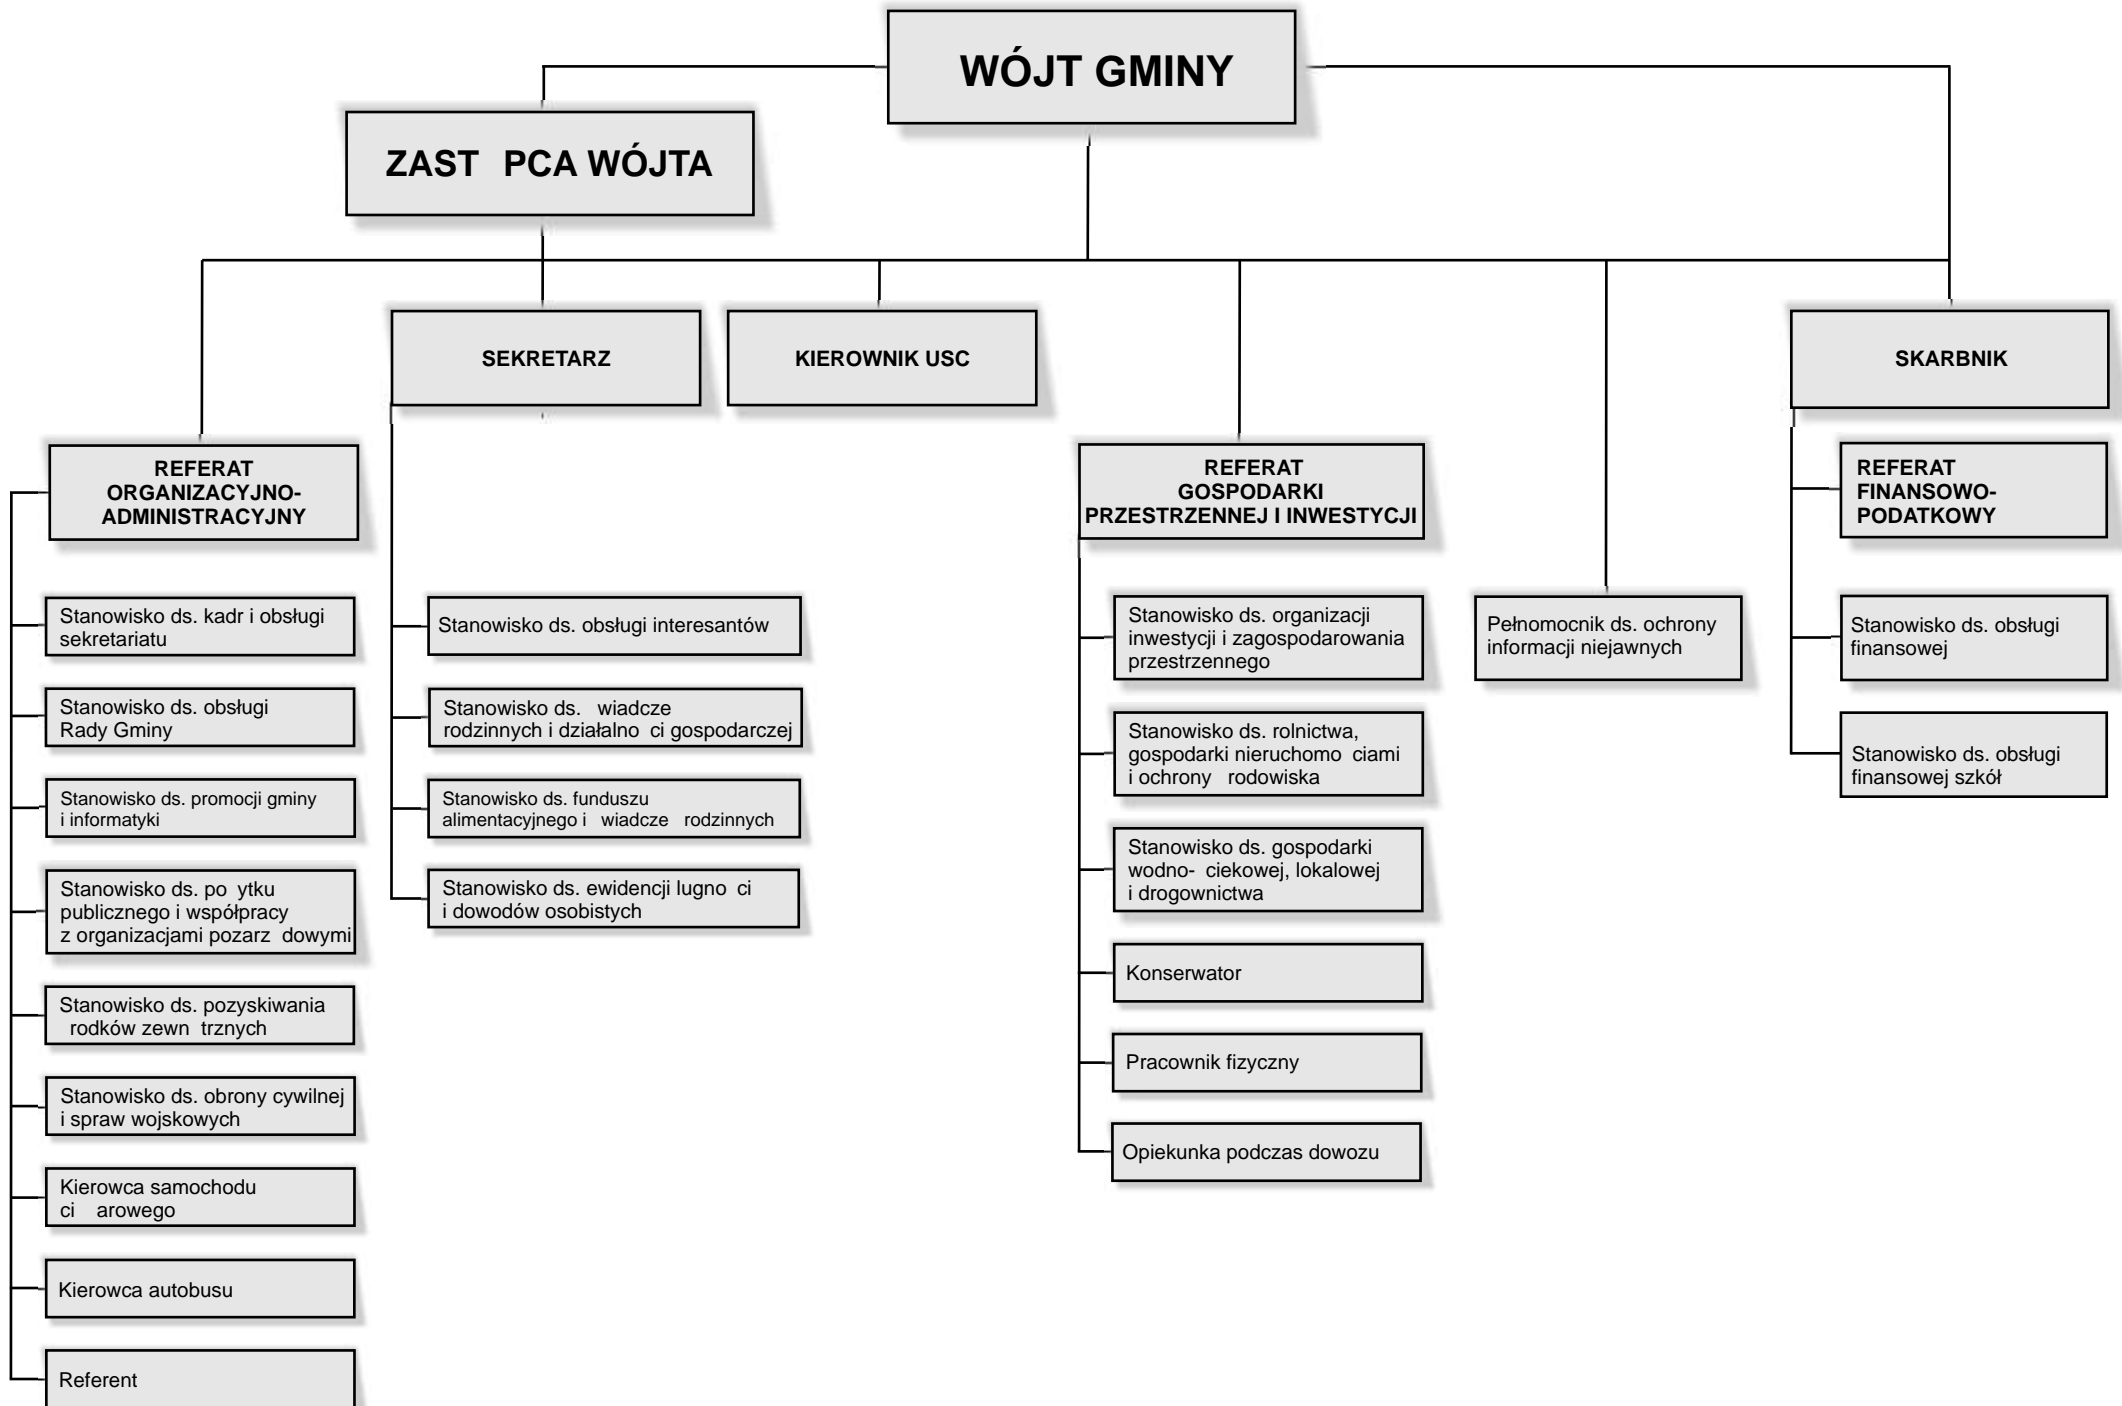 WÓJT GMINY
ZAST PCA WÓJTA
SEKRETARZ
KIEROWNIK USC
SKARBNIK
REFERAT
ORGANIZACYJNO-
ADMINISTRACYJNY
Stanowisko ds. kadr i obsługi
sekretariatu
Stanowisko ds. obsługi
Rady Gminy
Stanowisko ds. promocji gminy
i informatyki
Stanowisko ds. po ytku
publicznego i współpracy
z organizacjami pozarz dowymi
Stanowisko ds. pozyskiwania
rodków zewn trznych
Stanowisko ds. obrony cywilnej
i spraw wojskowych
Kierowca samochodu
ci arowego
Kierowca autobusu
Referent
Stanowisko ds. obsługi interesantów
Stanowisko ds. wiadcze
rodzinnych i działalno ci gospodarczej
Stanowisko ds. funduszu
alimentacyjnego i wiadcze rodzinnych
Stanowisko ds. ewidencji lugno ci
i dowodów osobistych
REFERAT
GOSPODARKI
PRZESTRZENNEJ I INWESTYCJI
Stanowisko ds. organizacji
inwestycji i zagospodarowania
przestrzennego
Stanowisko ds. rolnictwa,
gospodarki nieruchomo ciami
i ochrony rodowiska
Stanowisko ds. gospodarki
wodno- ciekowej, lokalowej
i drogownictwa
Konserwator
Pracownik fizyczny
Opiekunka podczas dowozu
Pełnomocnik ds. ochrony
informacji niejawnych
REFERAT
FINANSOWO-
PODATKOWY
Stanowisko ds. obsługi
finansowej
Stanowisko ds. obsługi
finansowej szkół